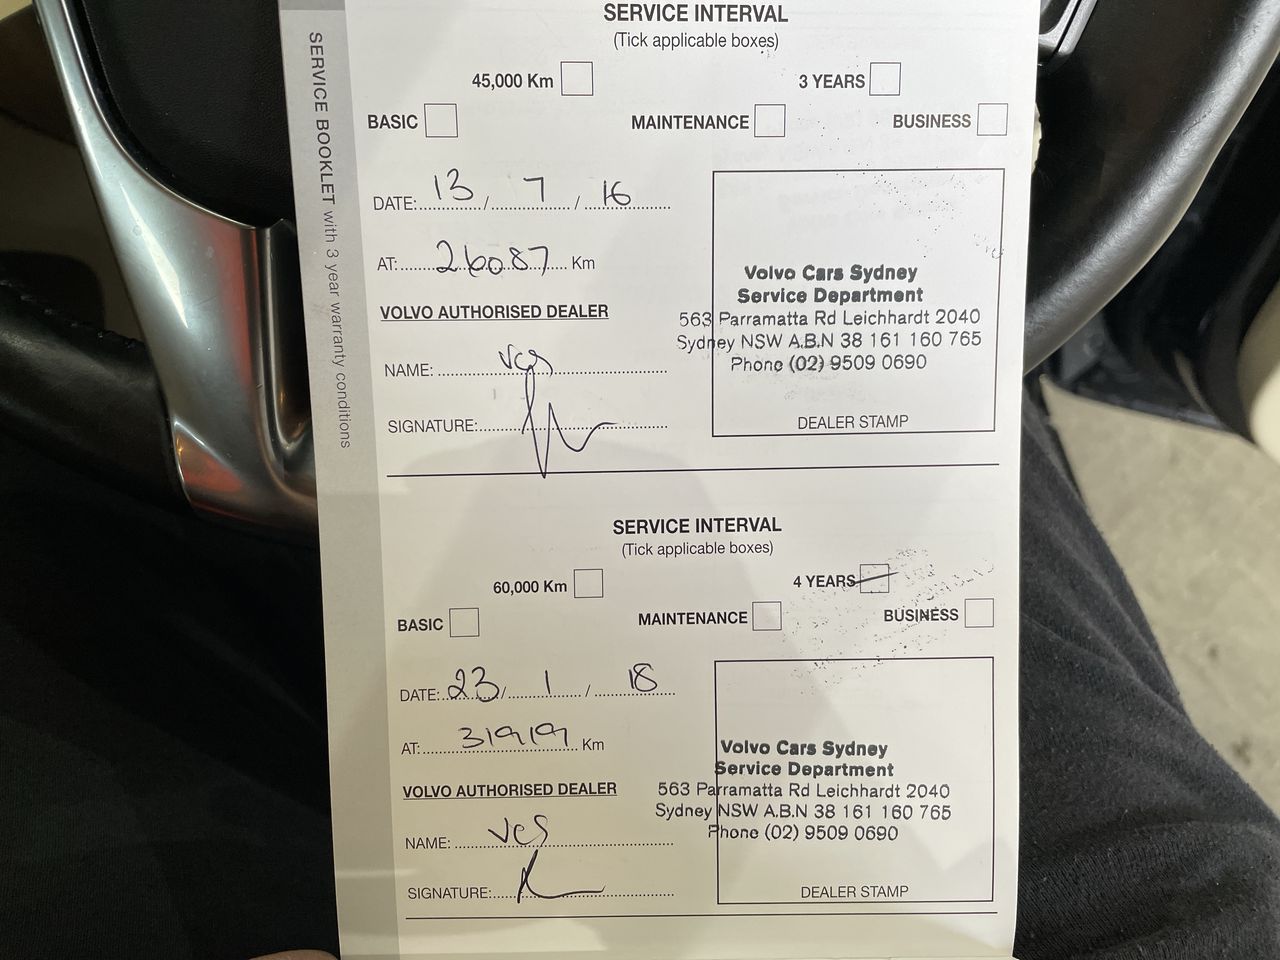 SERVICE BOOKLET with 3 year warranty conditions
SERVICE INTERVAL
(Tick applicable boxes)
45,000 Km 3 YEARS
BASIC MAINTENANCE BUSINESS
DATE: 13 / 7 / 16
AT: 26087 Km
VOLVO AUTHORISED DEALER
NAME: VCS
SIGNATURE:
Volvo Cars Sydney
Service Department
563 Parramatta Rd Leichhardt 2040
Sydney NSW A.B.N 38 161 160 765
Phone (02) 9509 0690
DEALER STAMP
SERVICE INTERVAL
(Tick applicable boxes)
60,000 Km 4 YEARS
BASIC MAINTENANCE BUSINESS
DATE: 23 / 1 / 18
AT: 31919 Km
VOLVO AUTHORISED DEALER
NAME: VCS
SIGNATURE:
Volvo Cars Sydney
Service Department
563 Parramatta Rd Leichhardt 2040
Sydney NSW A.B.N 38 161 160 765
Phone (02) 9509 0690
DEALER STAMP